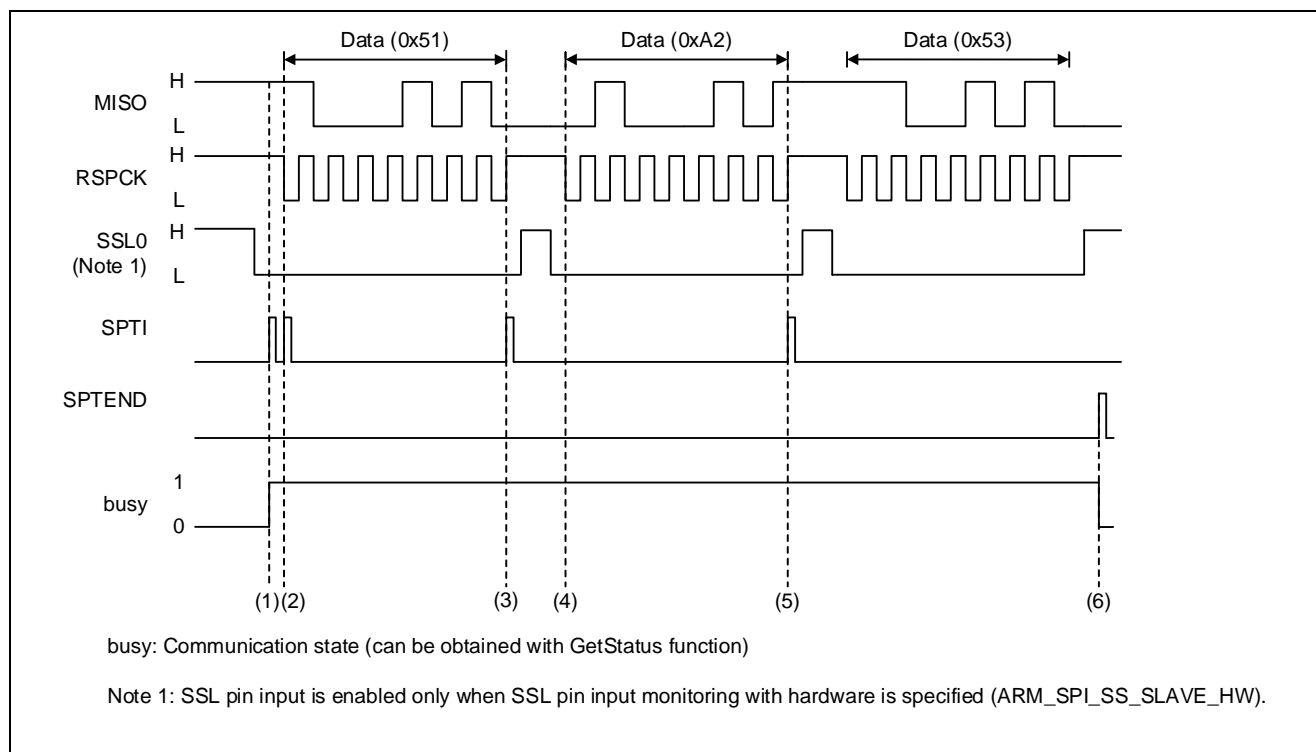 Data (0x51) Data (0xA2) Data (0x53)
H
MISO
L
H
RSPCK
L
H
SSL0
(Note 1)
L
SPTI
SPTEND
1
busy
0
(1) (2) (3) (4) (5) (6)
busy: Communication state (can be obtained with GetStatus function)
Note 1: SSL pin input is enabled only when SSL pin input monitoring with hardware is specified (ARM_SPI_SS_SLAVE_HW).